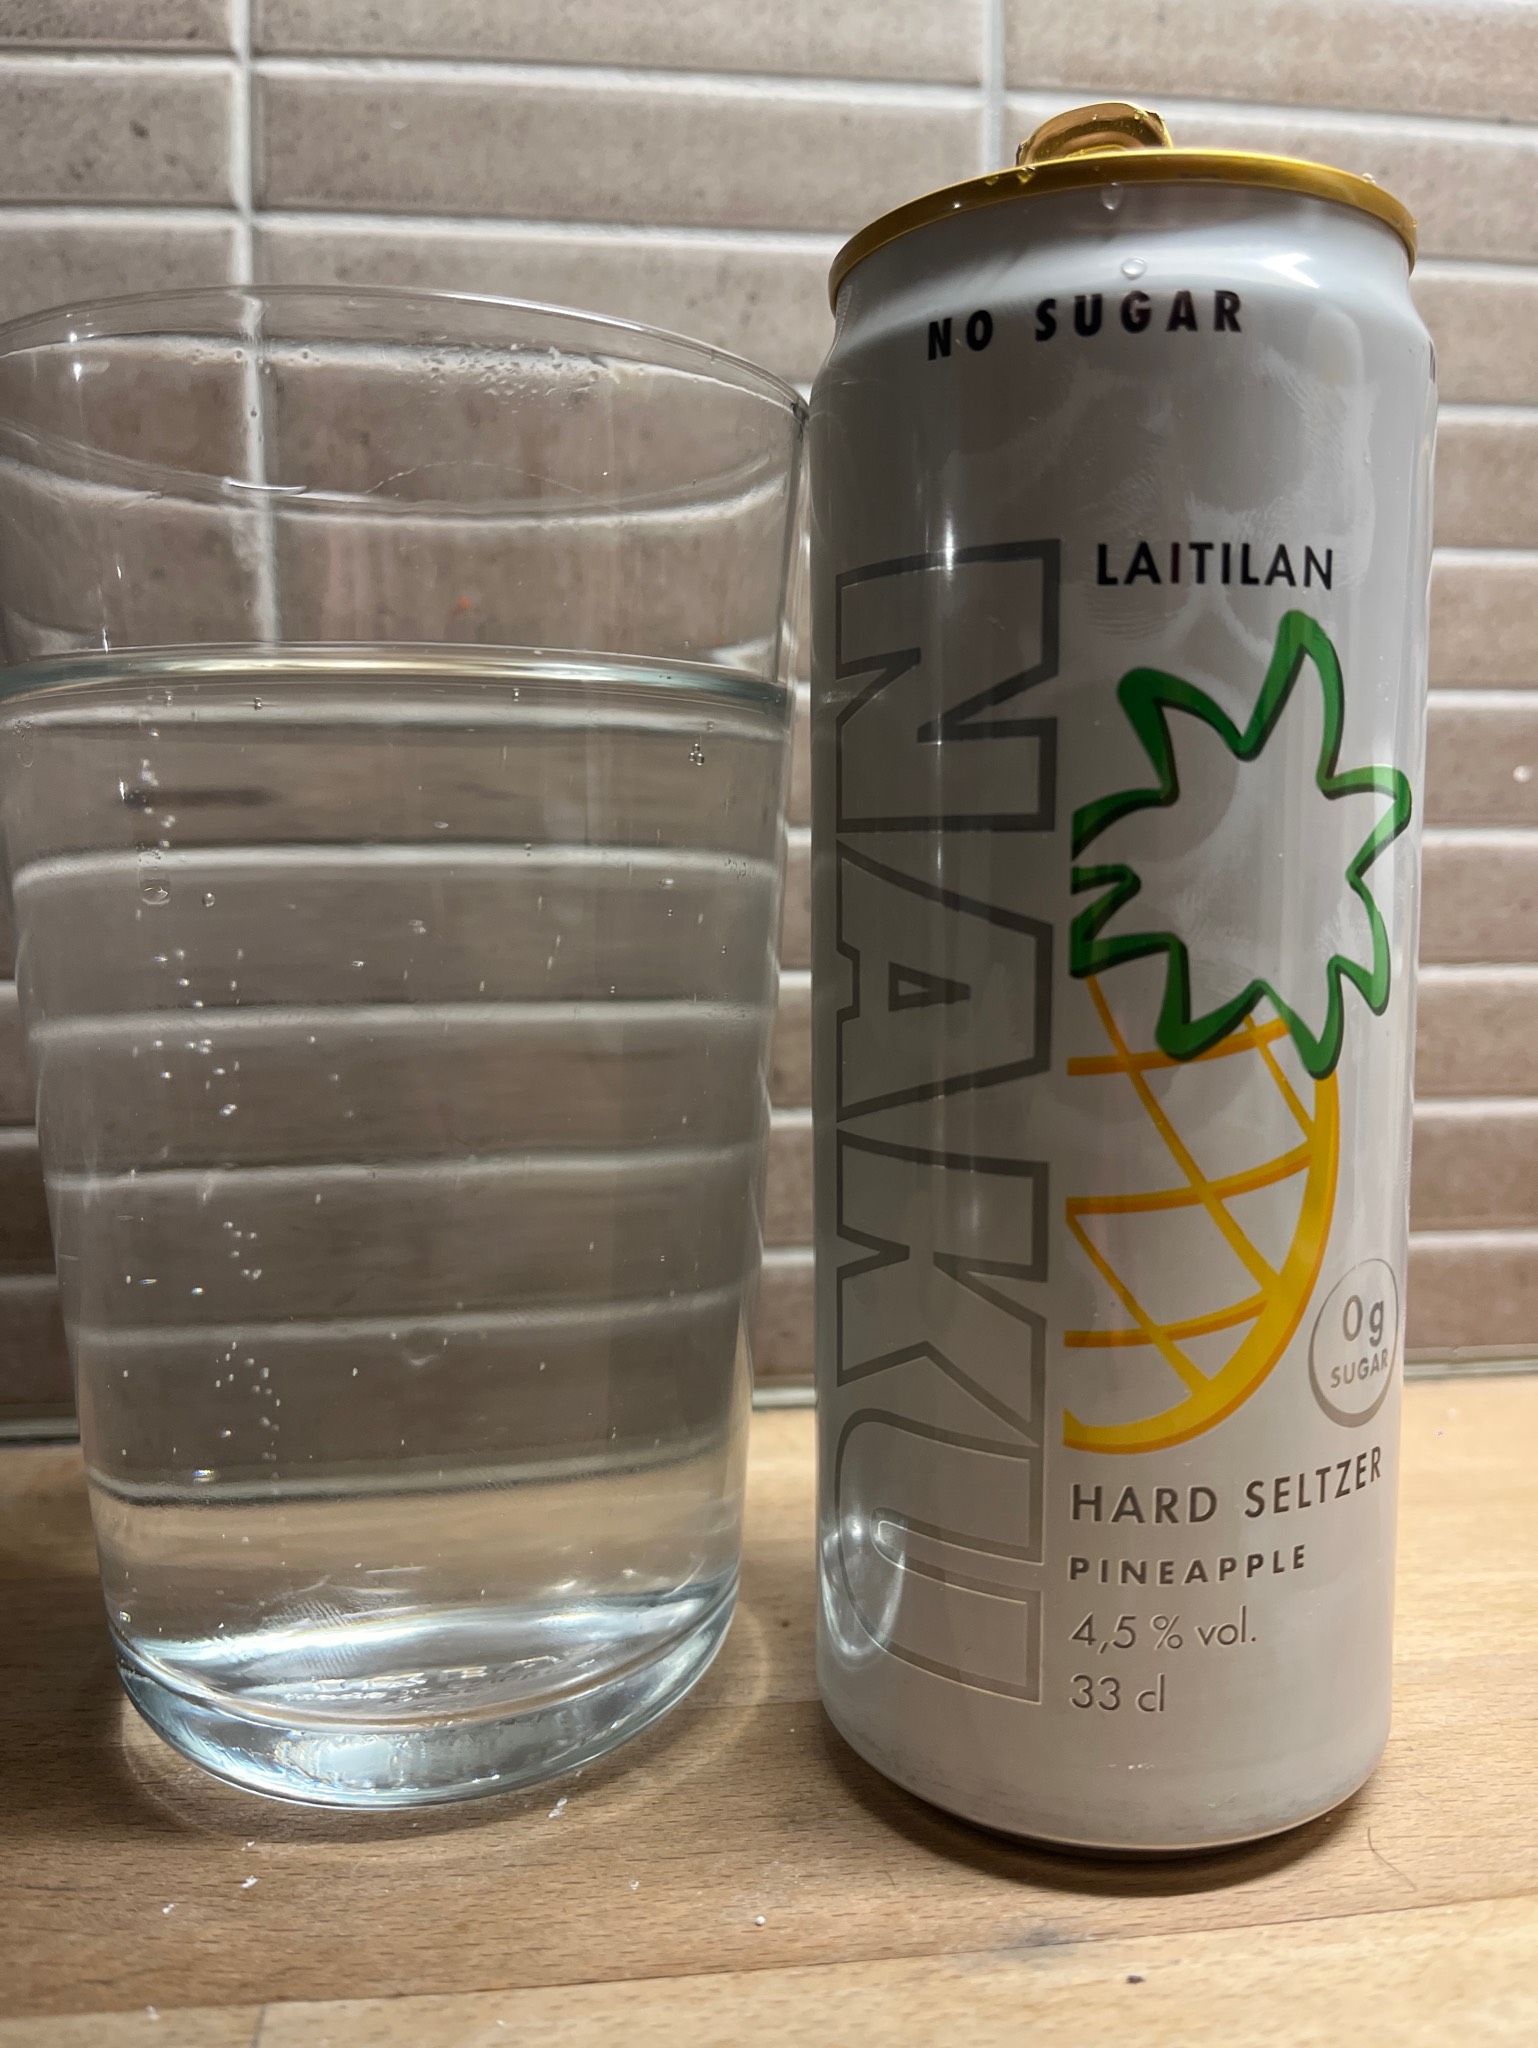 NO SUGAR
LAITILAN
NAKU
0g
SUGAR
HARD SELTZER
PINEAPPLE
4,5 % vol.
33 cl